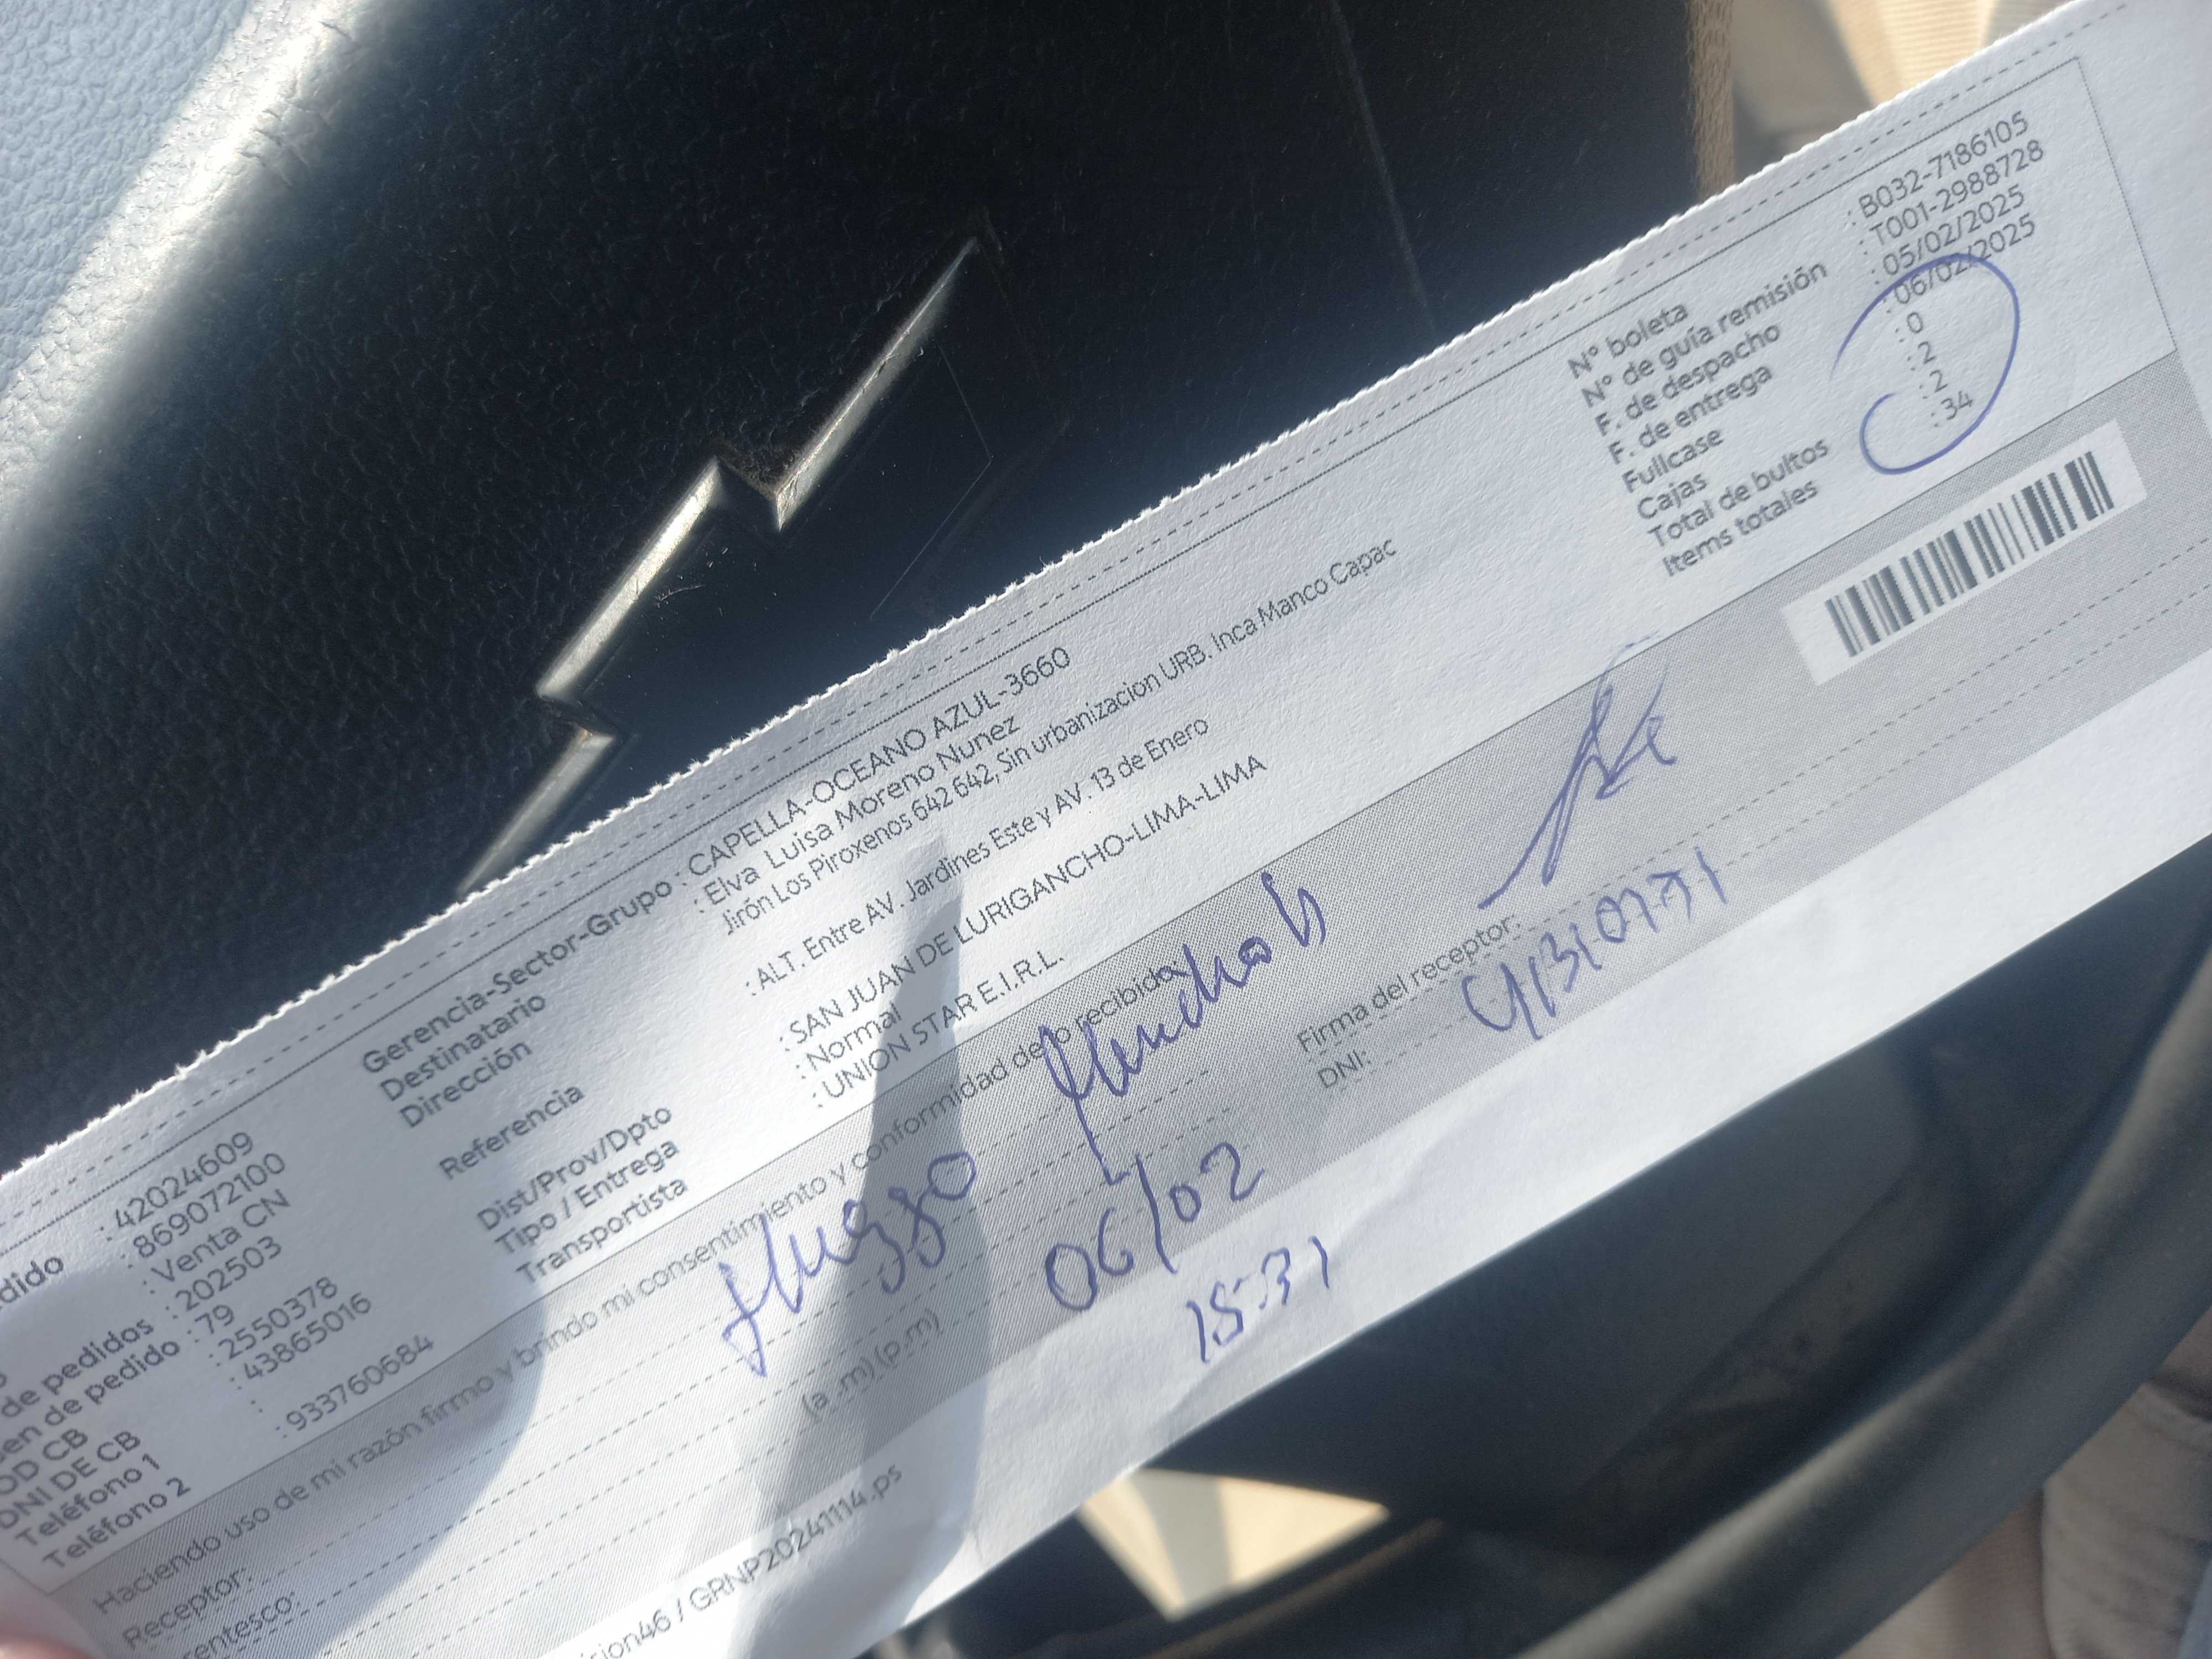 dido : 42024609
: 869072100
: Venta CN
de pedidos : 202503
en de pedido : 79
OD CB : 2550378
DNI DE CB : 43865016
Teléfono 1 :
Teléfono 2 : 933760684
Gerencia-Sector-Grupo : CAPELLA-OCEANO AZUL-3660
Destinatario : Elva Luisa Moreno Nunez
Dirección : Jirón Los Piroxenos 642 642, Sin urbanizacion URB. Inca Manco Capac
Referencia : ALT. Entre AV. Jardines Este y AV. 13 de Enero
Dist/Prov/Dpto : SAN JUAN DE LURIGANCHO-LIMA-LIMA
Tipo / Entrega : Normal
Transportista : UNION STAR E.I.R.L.
N° boleta : B032-7186105
N° de guía remisión : T001-2988728
F. de despacho : 05/02/2025
F. de entrega : 06/02/2025
Fullcase : 0
Cajas : 2
Total de bultos : 2
Items totales : 34
Haciendo uso de mi razón firmo y brindo mi consentimiento y conformidad de lo recibido:
Receptor:
entesco:
06/02
(a .m) (p.m)
15:31
Firma del receptor:
DNI:
sion46 / GRNP20241114.ps